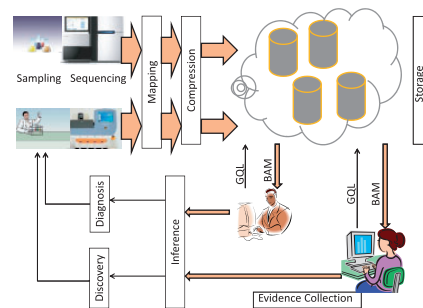 Sampling Sequencing
Mapping
Compression
Storage
GQL
BAM
GQL
BAM
Diagnosis
Discovery
Inference
Evidence Collection